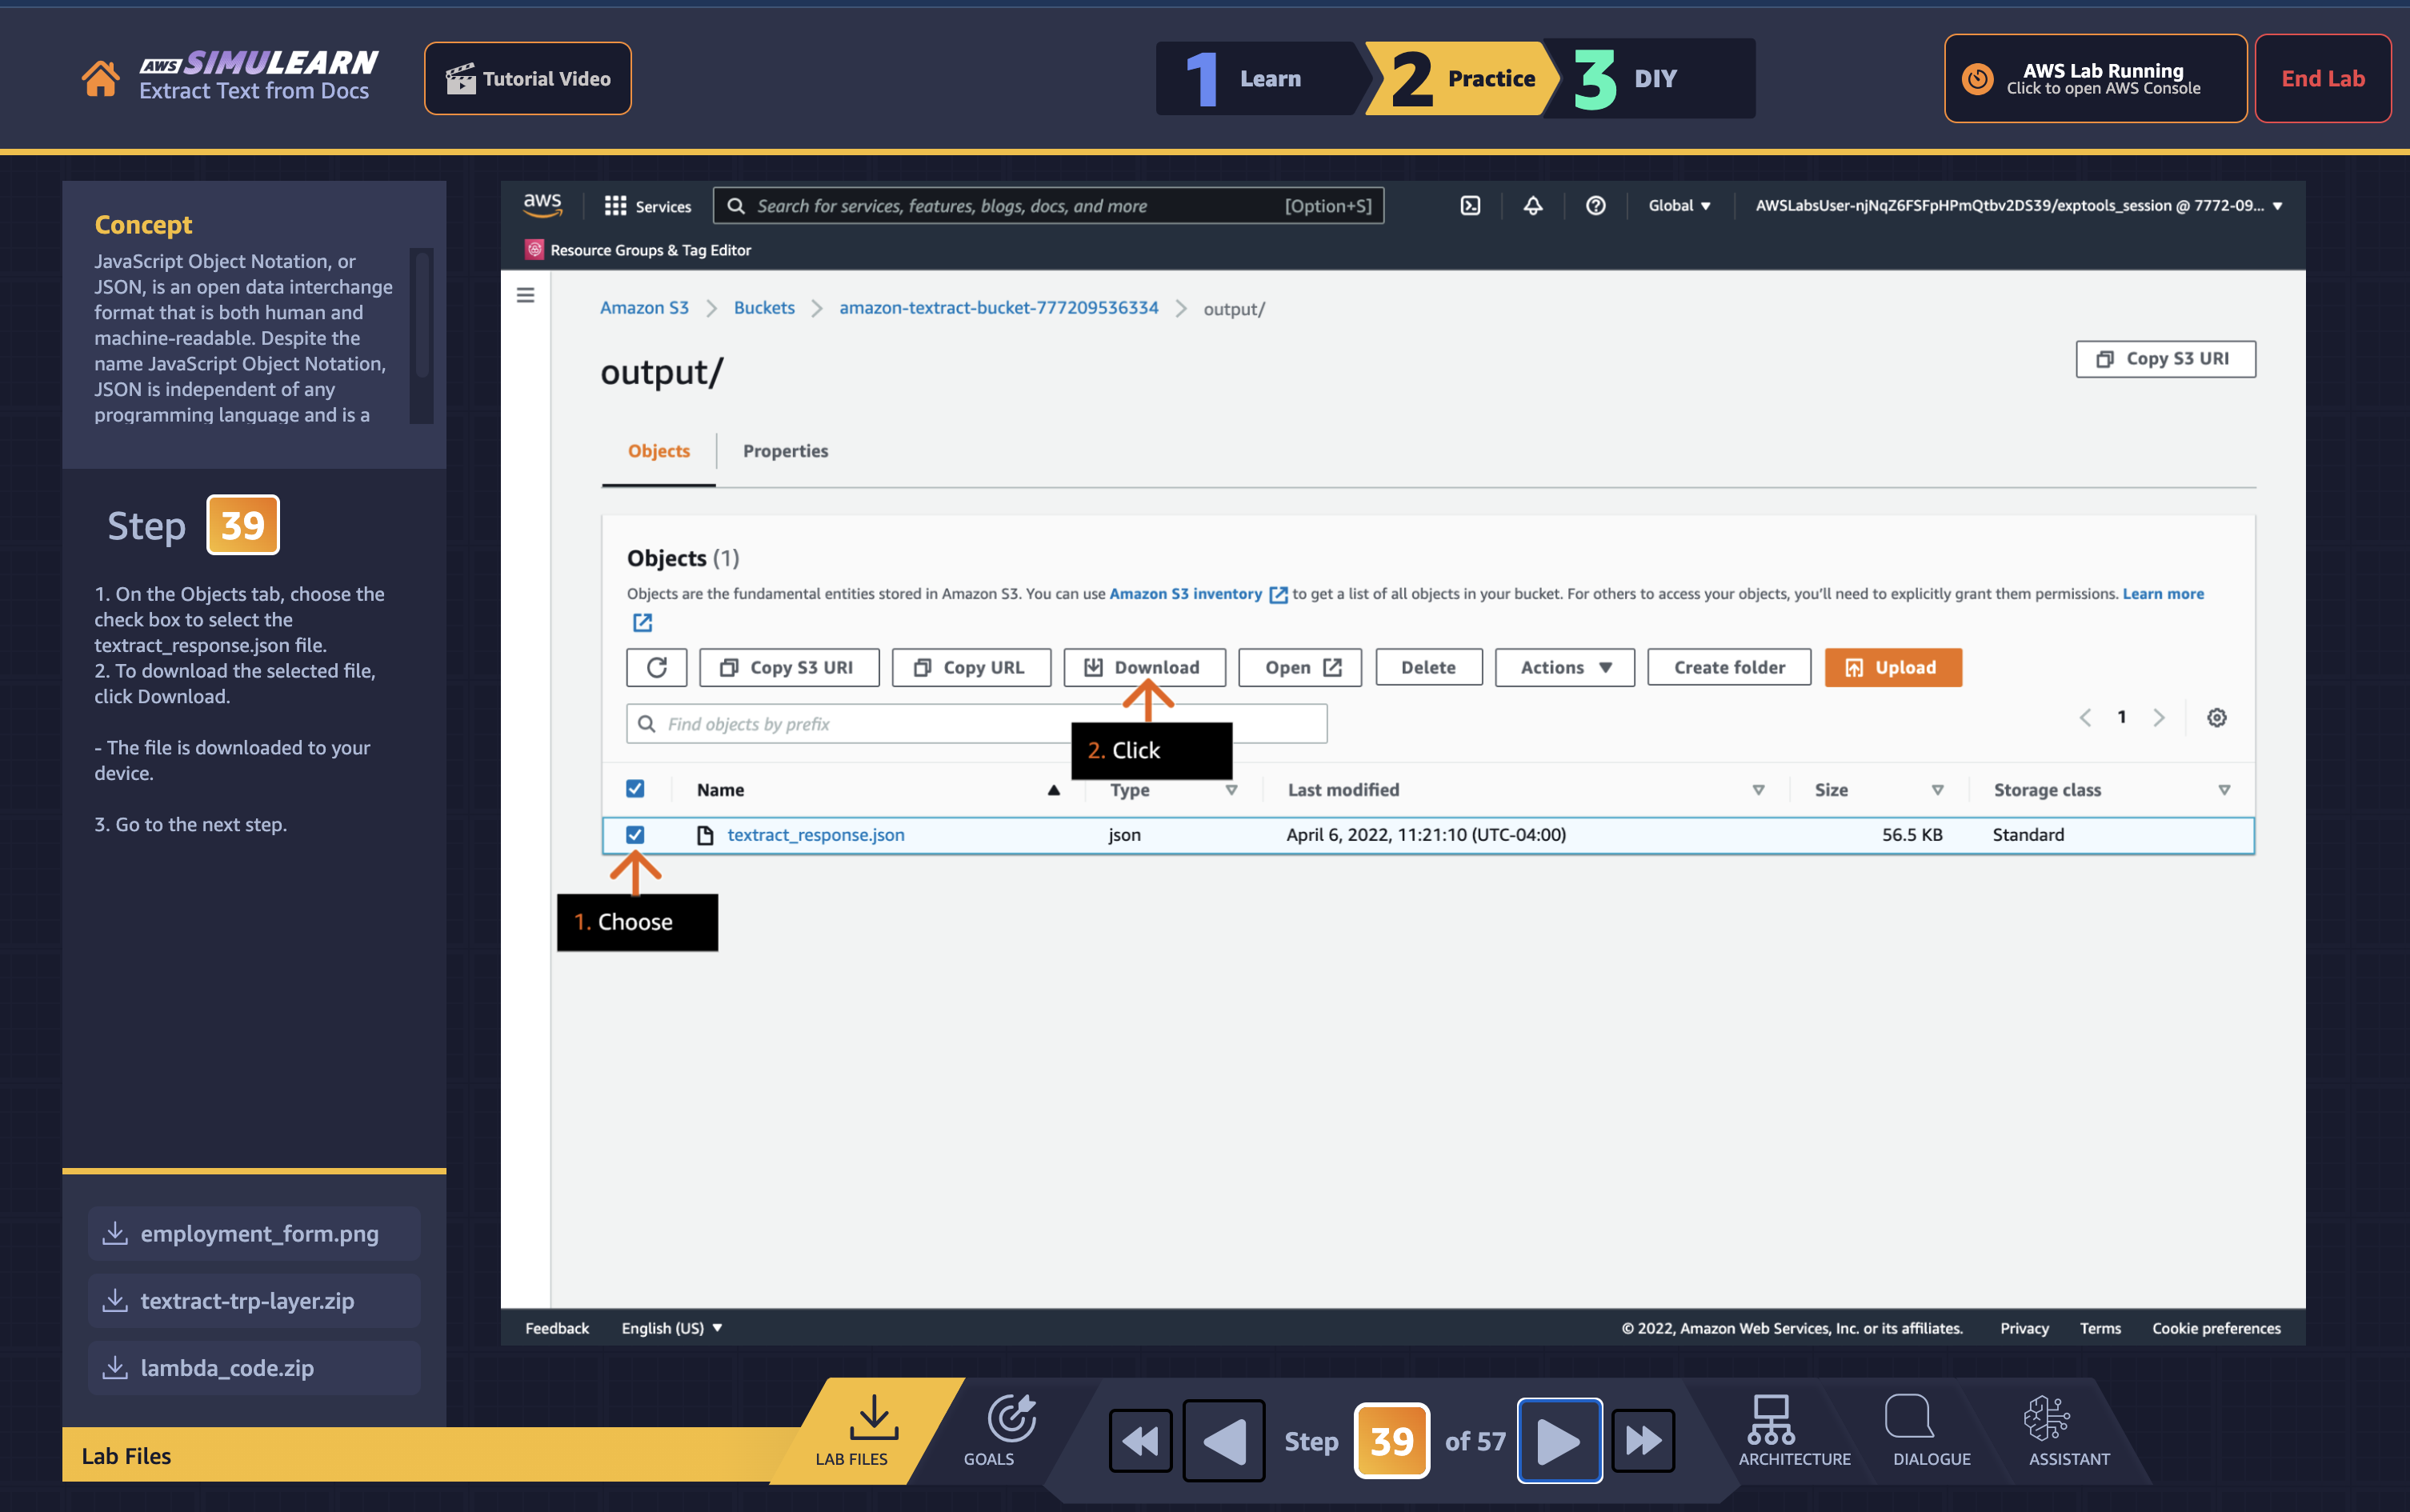 aws SIMULEARN
Extract Text from Docs
Tutorial Video
1 Learn
2 Practice
3 DIY
AWS Lab Running
Click to open AWS Console
End Lab
Concept
JavaScript Object Notation, or
JSON, is an open data interchange
format that is both human and
machine-readable. Despite the
name JavaScript Object Notation,
JSON is independent of any
programming language and is a
Step 39
1. On the Objects tab, choose the
check box to select the
textract_response.json file.
2. To download the selected file,
click Download.
- The file is downloaded to your
device.
3. Go to the next step.
employment_form.png
textract-trp-layer.zip
lambda_code.zip
Lab Files
aws
Services
Search for services, features, blogs, docs, and more [Option+S]
Global
AWSLabsUser-njNqZ6FSFpHPmQtbv2DS39/exptools_session @ 7772-09...
Resource Groups & Tag Editor
Amazon S3 > Buckets > amazon-textract-bucket-777209536334 > output/
output/
Copy S3 URI
Objects
Properties
Objects (1)
Objects are the fundamental entities stored in Amazon S3. You can use Amazon S3 inventory to get a list of all objects in your bucket. For others to access your objects, you'll need to explicitly grant them permissions. Learn more
Copy S3 URI
Copy URL
Download
Open
Delete
Actions
Create folder
Upload
Find objects by prefix
1
2. Click
Name Type Last modified Size Storage class
textract_response.json json April 6, 2022, 11:21:10 (UTC-04:00) 56.5 KB Standard
1. Choose
Feedback
English (US)
© 2022, Amazon Web Services, Inc. or its affiliates.
Privacy
Terms
Cookie preferences
LAB FILES
GOALS
Step 39 of 57
ARCHITECTURE
DIALOGUE
ASSISTANT